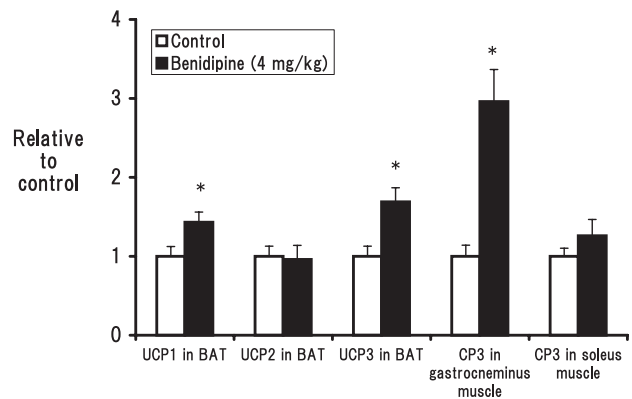 4
3
2
1
0
Relative
to
control
Control
Benidipine (4 mg/kg)
*
*
*
UCP1 in BAT
UCP2 in BAT
UCP3 in BAT
CP3 in
gastrocneminus
muscle
CP3 in soleus
muscle